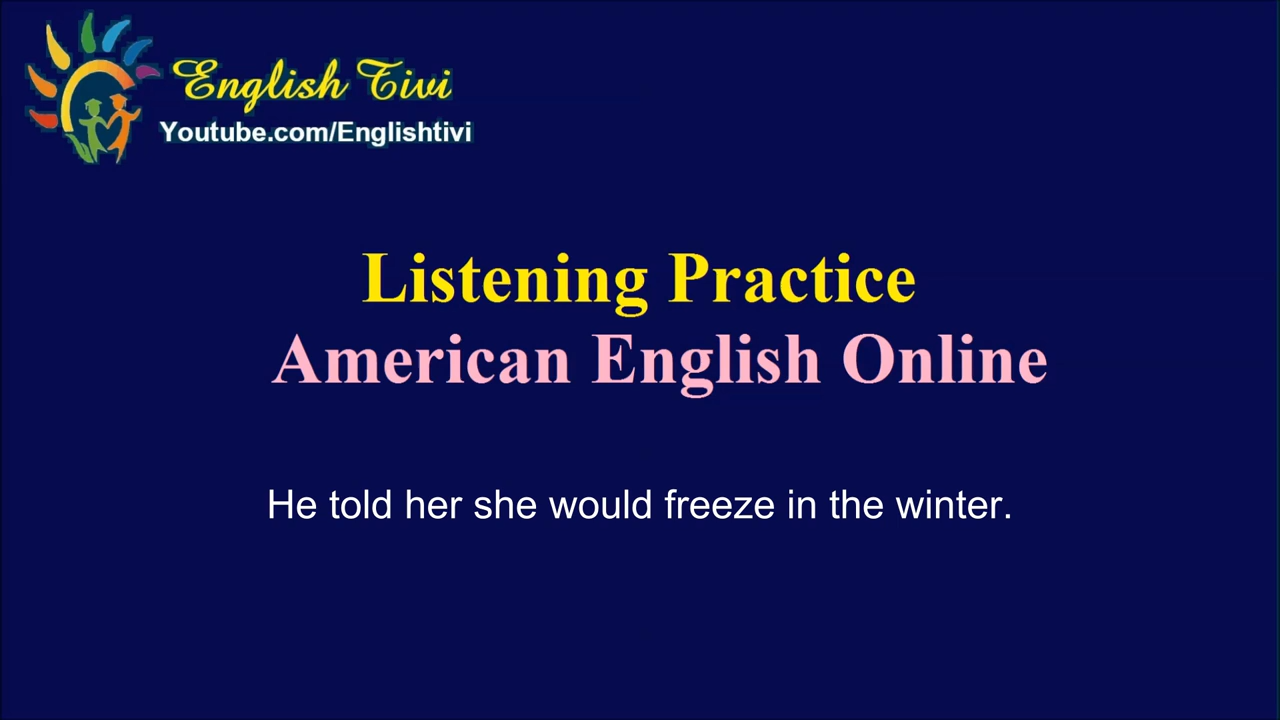 English Tivi
Youtube.com/Englishtivi
Listening Practice
American English Online
He told her she would freeze in the winter.